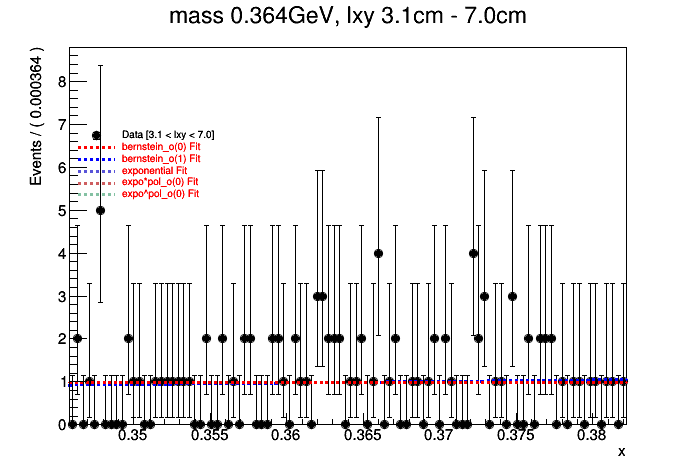 mass 0.364GeV, lxy 3.1cm - 7.0cm
Events / ( 0.000364 )
8
7
6
5
4
3
2
1
0
Data [3.1 < lxy < 7.0]
bernstein_o(0) Fit
bernstein_o(1) Fit
exponential Fit
expo*pol_o(0) Fit
expo^pol_o(0) Fit
0.35 0.355 0.36 0.365 0.37 0.375 0.38
x